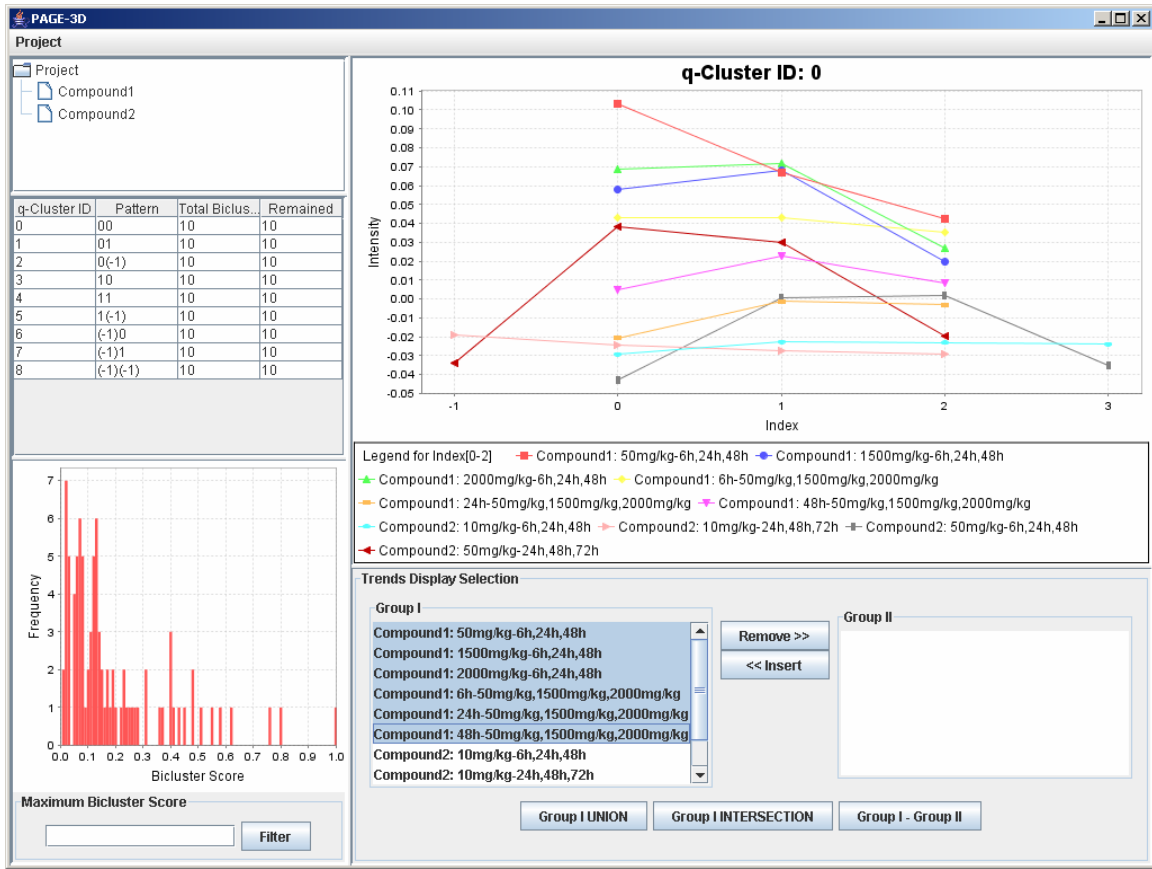 PAGE-3D
Project
Project
Compound1
Compound2
q-Cluster ID Pattern Total Biclus... Remained
0 00 10 10
1 01 10 10
2 0(-1) 10 10
3 10 10 10
4 11 10 10
5 1(-1) 10 10
6 (-1)0 10 10
7 (-1)1 10 10
8 (-1)(-1) 10 10
7
6
5
4
3
2
1
0
Frequency
0.0 0.1 0.2 0.3 0.4 0.5 0.6 0.7 0.8 0.9 1.0
Bicluster Score
Maximum Bicluster Score
Filter
q-Cluster ID: 0
0.11
0.10
0.09
0.08
0.07
0.06
0.05
0.04
0.03
0.02
0.01
0.00
-0.01
-0.02
-0.03
-0.04
-0.05
Intensity
-1 0 1 2 3
Index
Legend for Index[0-2] Compound1: 50mg/kg-6h,24h,48h Compound1: 1500mg/kg-6h,24h,48h
Compound1: 2000mg/kg-6h,24h,48h Compound1: 6h-50mg/kg,1500mg/kg,2000mg/kg
Compound1: 24h-50mg/kg,1500mg/kg,2000mg/kg Compound1: 48h-50mg/kg,1500mg/kg,2000mg/kg
Compound2: 10mg/kg-6h,24h,48h Compound2: 10mg/kg-24h,48h,72h Compound2: 50mg/kg-6h,24h,48h
Compound2: 50mg/kg-24h,48h,72h
Trends Display Selection
Group I
Compound1: 50mg/kg-6h,24h,48h
Compound1: 1500mg/kg-6h,24h,48h
Compound1: 2000mg/kg-6h,24h,48h
Compound1: 6h-50mg/kg,1500mg/kg,2000mg/kg
Compound1: 24h-50mg/kg,1500mg/kg,2000mg/kg
Compound1: 48h-50mg/kg,1500mg/kg,2000mg/kg
Compound2: 10mg/kg-6h,24h,48h
Compound2: 10mg/kg-24h,48h,72h
Remove >>
<< Insert
Group II
Group I UNION
Group I INTERSECTION
Group I - Group II